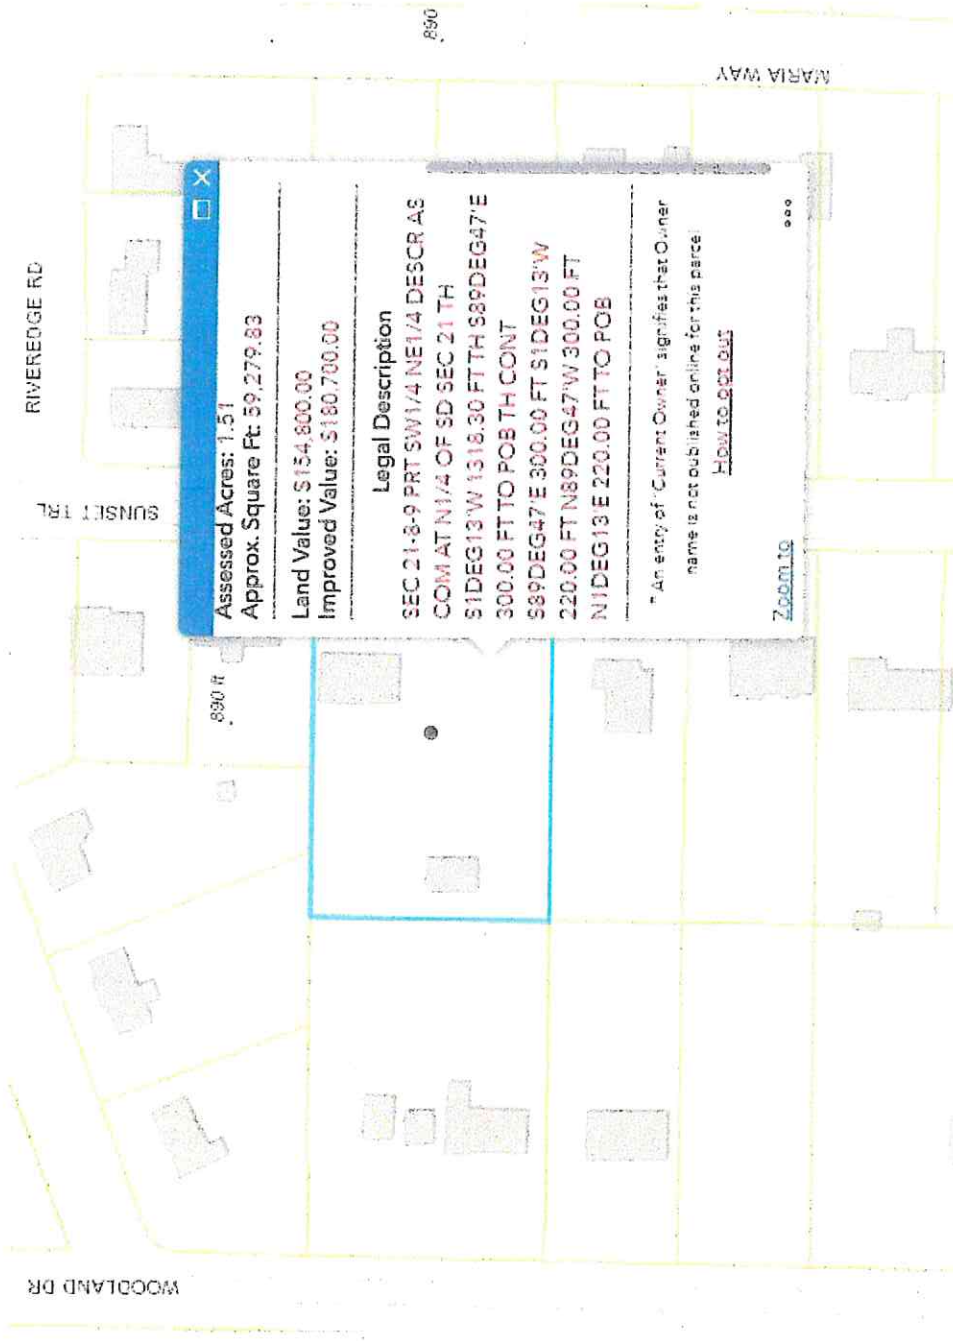 RIVEREDGE RD
SUNSET TRL
MARIA WAY
WOODLAND DR
890 ft
890
Assessed Acres: 1.51
Approx. Square Ft: 59,279.83
Land Value: $154,800.00
Improved Value: $180,700.00
Legal Description
SEC 21-8-9 PRT SW1/4 NE1/4 DESCR AS
COM AT N1/4 OF SD SEC 21 TH
S1DEG13'W 1318.30 FT TH S89DEG47'E
300.00 FT TO POB TH CONT
S89DEG47'E 300.00 FT S1DEG13'W
220.00 FT N89DEG47'W 300.00 FT
N1DEG13'E 220.00 FT TO POB
* An entry of "Current Owner" signifies that Owner
name is not published online for this parcel
How to opt out
Zoom to